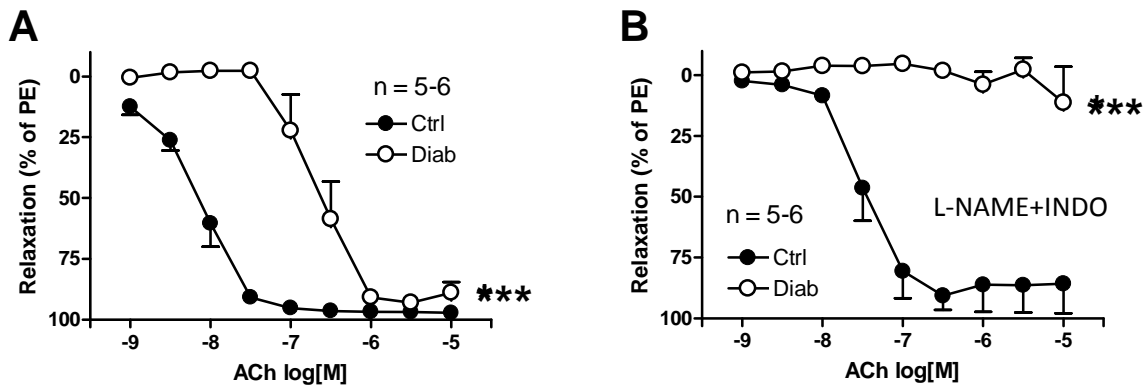 A
0
25
50
75
100
Relaxation (% of PE)
n = 5-6
Ctrl
Diab
***
-9 -8 -7 -6 -5
ACh log[M]
B
0
25
50
75
100
Relaxation (% of PE)
***
L-NAME+INDO
n = 5-6
Ctrl
Diab
-9 -8 -7 -6 -5
ACh log[M]